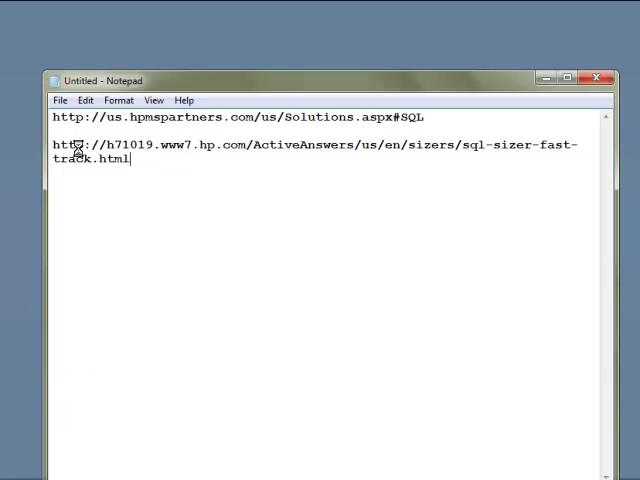 Untitled - Notepad
File Edit Format View Help
http://us.hpmspartners.com/us/Solutions.aspx#SQL
http://h71019.www7.hp.com/ActiveAnswers/us/en/sizers/sql-sizer-fast-
track.html